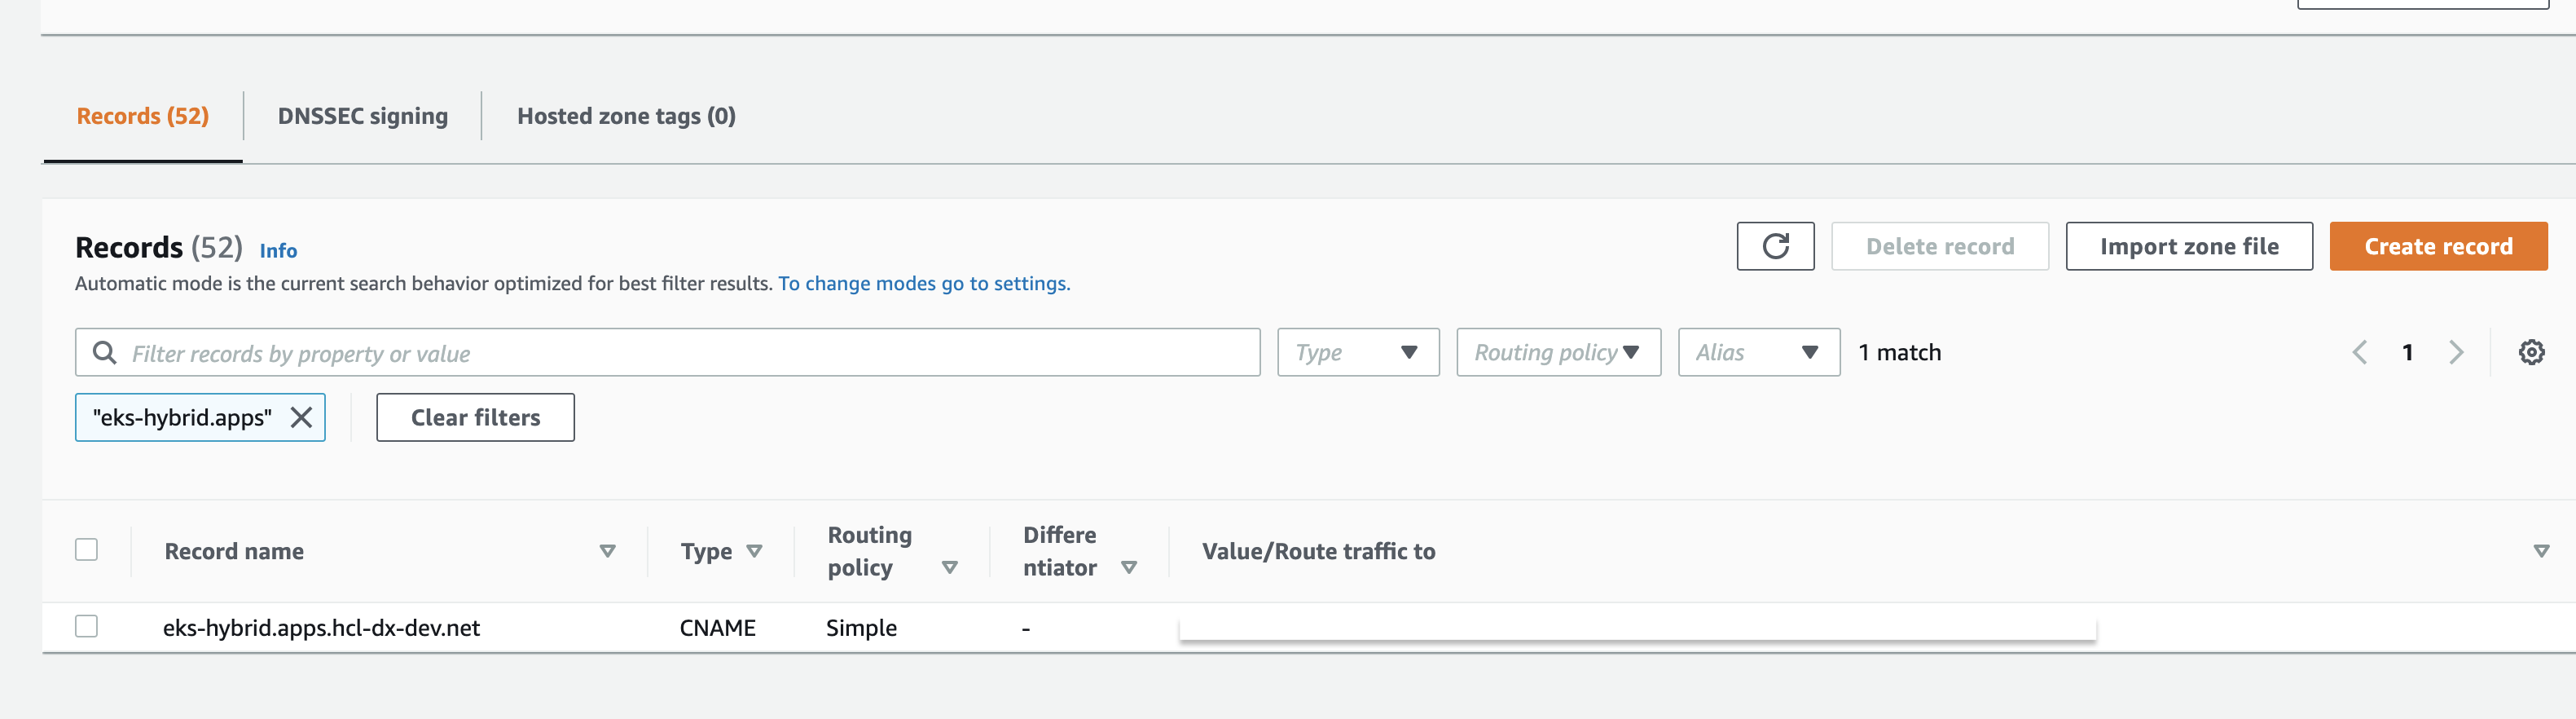 Records (52)
DNSSEC signing
Hosted zone tags (0)
Records (52) Info
Automatic mode is the current search behavior optimized for best filter results. To change modes go to settings.
Delete record
Import zone file
Create record
Filter records by property or value
Type
Routing policy
Alias
1 match
1
"eks-hybrid.apps"
Clear filters
Record name
Type
Routing
policy
Differe
ntiator
Value/Route traffic to
eks-hybrid.apps.hcl-dx-dev.net
CNAME
Simple
-